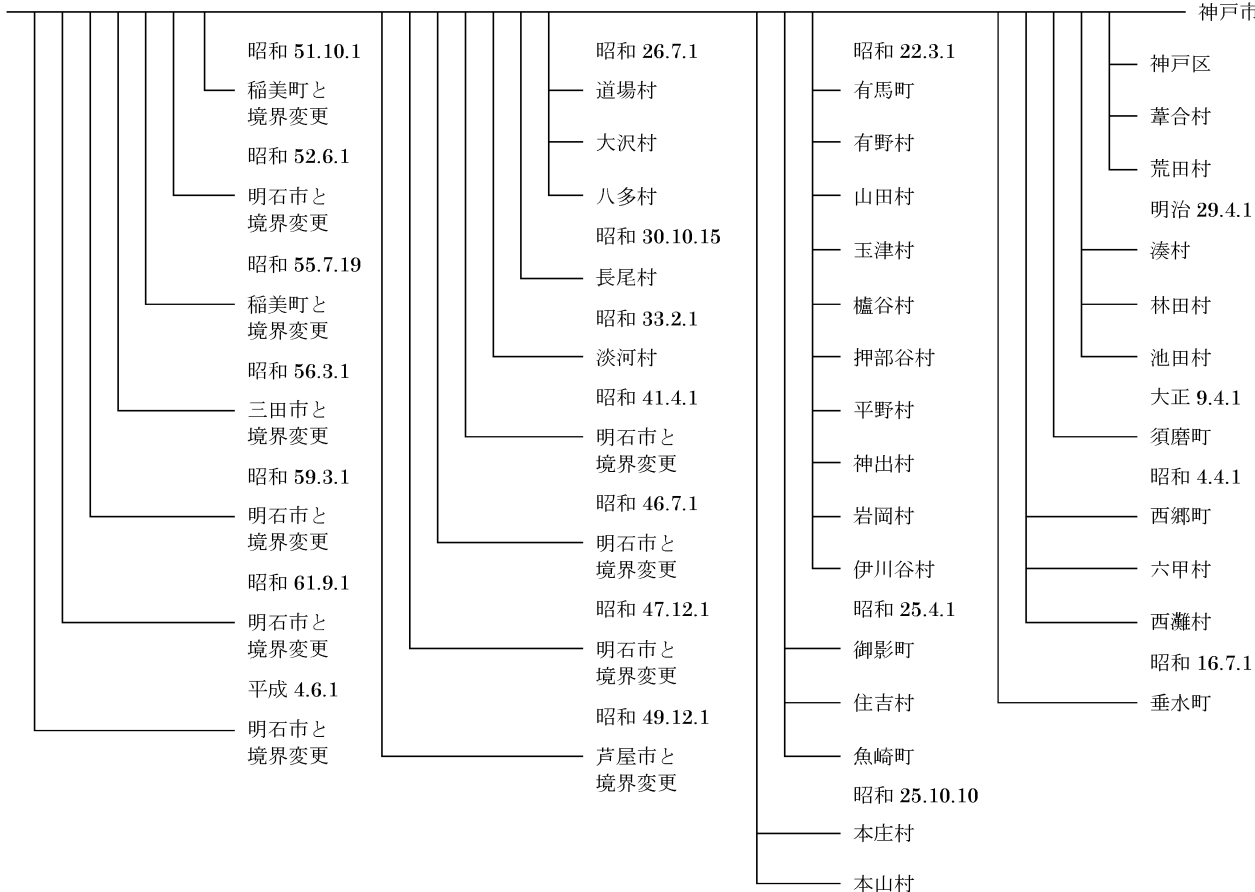 神戸市
神戸区
葺合村
荒田村
明治 29.4.1
湊村
林田村
池田村
大正 9.4.1
須磨町
昭和 4.4.1
西郷町
六甲村
西灘村
昭和 16.7.1
垂水町
昭和 22.3.1
有馬町
有野村
山田村
玉津村
櫨谷村
押部谷村
平野村
神出村
岩岡村
伊川谷村
昭和 25.4.1
御影町
住吉村
魚崎町
昭和 25.10.10
本庄村
本山村
昭和 26.7.1
道場村
大沢村
八多村
昭和 30.10.15
長尾村
昭和 33.2.1
淡河村
昭和 41.4.1
明石市と
境界変更
昭和 46.7.1
明石市と
境界変更
昭和 47.12.1
明石市と
境界変更
昭和 49.12.1
芦屋市と
境界変更
昭和 51.10.1
稲美町と
境界変更
昭和 52.6.1
明石市と
境界変更
昭和 55.7.19
稲美町と
境界変更
昭和 56.3.1
三田市と
境界変更
昭和 59.3.1
明石市と
境界変更
昭和 61.9.1
明石市と
境界変更
平成 4.6.1
明石市と
境界変更